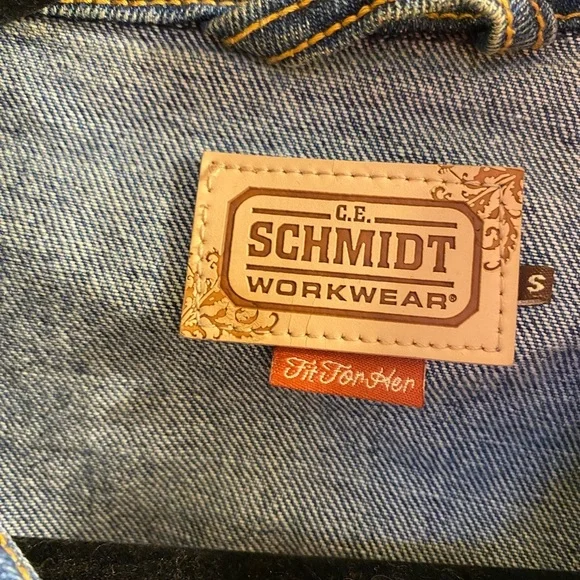 C.E.
SCHMIDT
WORKWEAR®
S
Fit For Her